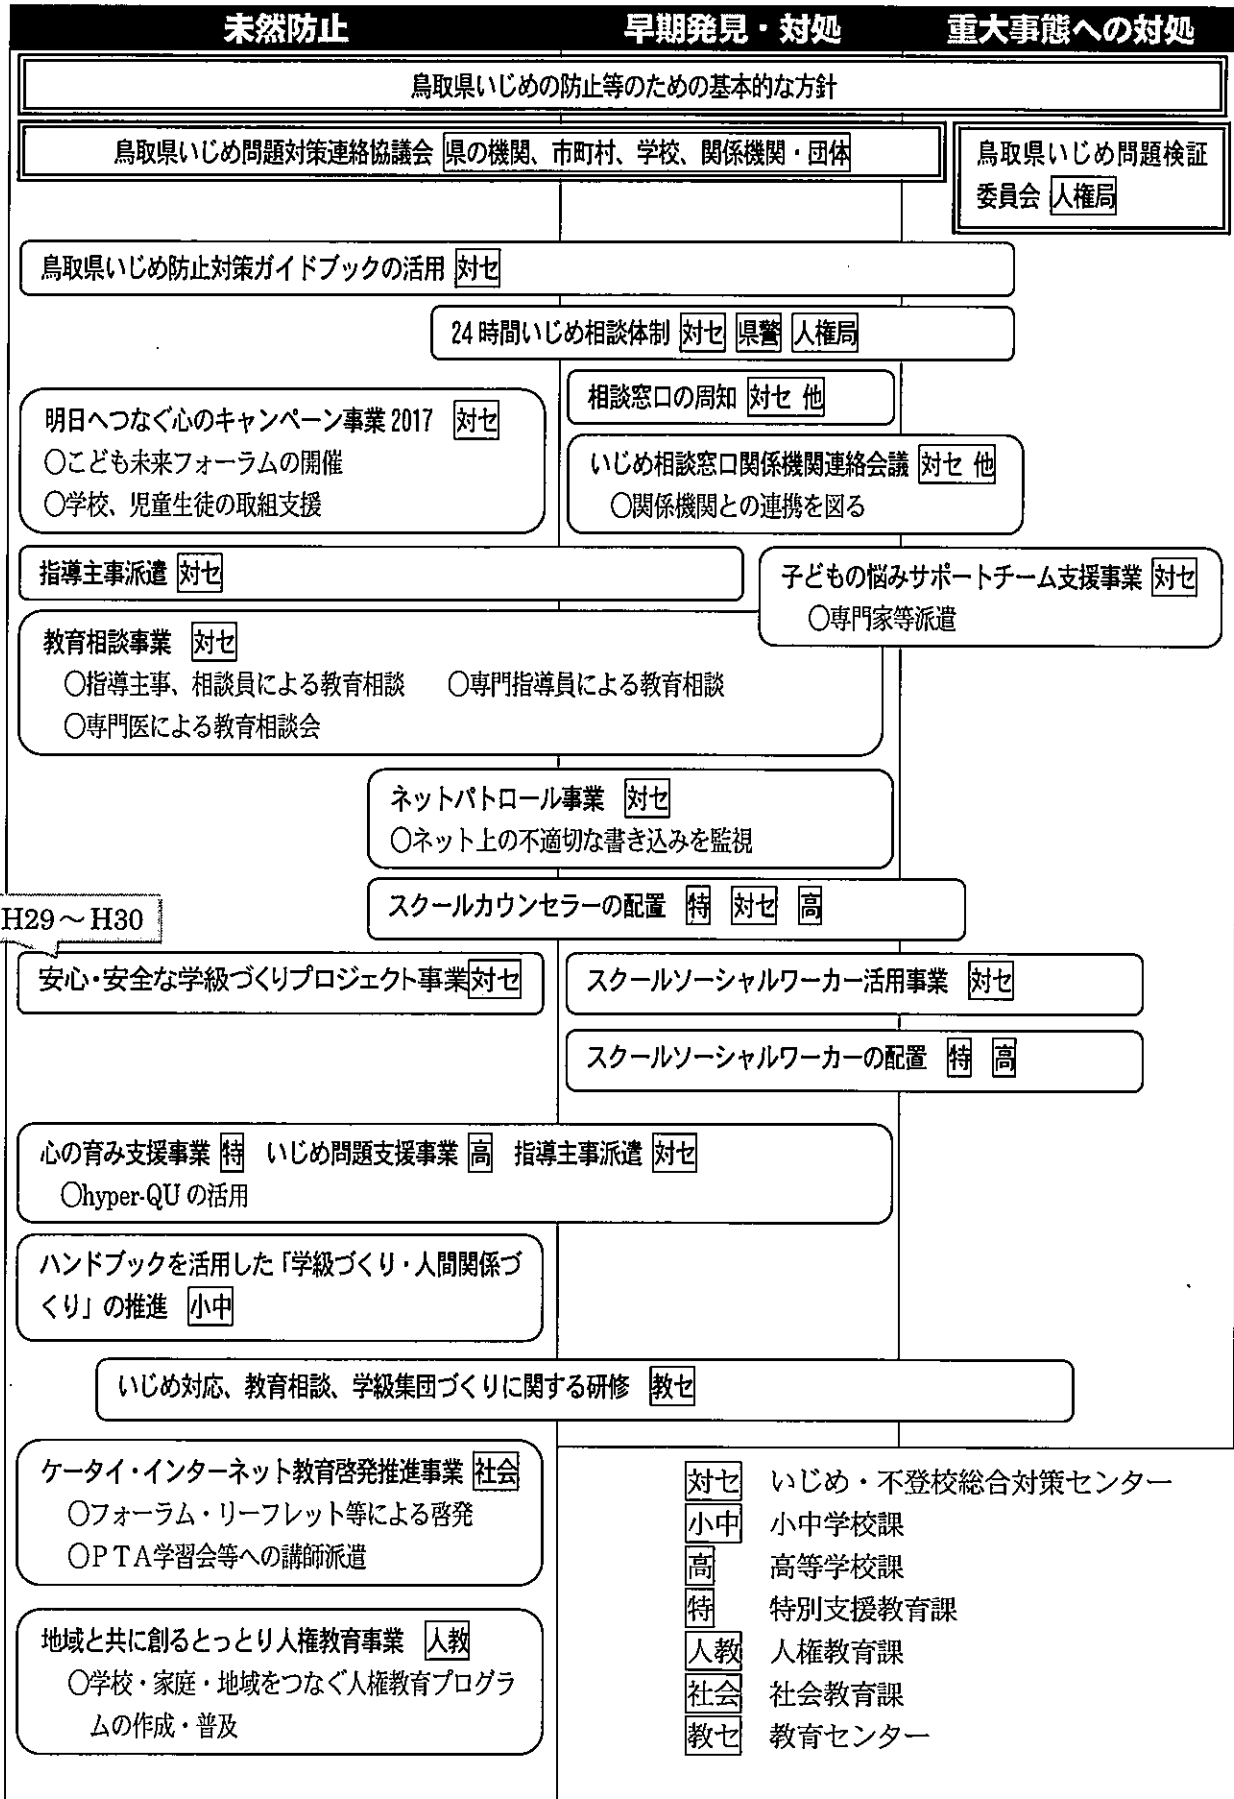 未然防止 早期発見・対処 重大事態への対処
鳥取県いじめの防止等のための基本的な方針
鳥取県いじめ問題対策連絡協議会 県の機関、市町村、学校、関係機関・団体
鳥取県いじめ問題検証
委員会 人権局
鳥取県いじめ防止対策ガイドブックの活用 対セ
24時間いじめ相談体制 対セ 県警 人権局
相談窓口の周知 対セ 他
明日へつなぐ心のキャンペーン事業2017 対セ
○こども未来フォーラムの開催
○学校、児童生徒の取組支援
いじめ相談窓口関係機関連絡会議 対セ 他
○関係機関との連携を図る
指導主事派遣 対セ
子どもの悩みサポートチーム支援事業 対セ
○専門家等派遣
教育相談事業 対セ
○指導主事、相談員による教育相談 ○専門指導員による教育相談
○専門医による教育相談会
ネットパトロール事業 対セ
○ネット上の不適切な書き込みを監視
スクールカウンセラーの配置 特 対セ 高
H29～H30
安心・安全な学級づくりプロジェクト事業 対セ
スクールソーシャルワーカー活用事業 対セ
スクールソーシャルワーカーの配置 特 高
心の育み支援事業 特 いじめ問題支援事業 高 指導主事派遣 対セ
○hyper-QUの活用
ハンドブックを活用した「学級づくり・人間関係づ
くり」の推進 小中
いじめ対応、教育相談、学級集団づくりに関する研修 教セ
ケータイ・インターネット教育啓発推進事業 社会
○フォーラム・リーフレット等による啓発
○PTA学習会等への講師派遣
地域と共に創るとっとり人権教育事業 人教
○学校・家庭・地域をつなぐ人権教育プログラ
ムの作成・普及
対セ いじめ・不登校総合対策センター
小中 小中学校課
高 高等学校課
特 特別支援教育課
人教 人権教育課
社会 社会教育課
教セ 教育センター